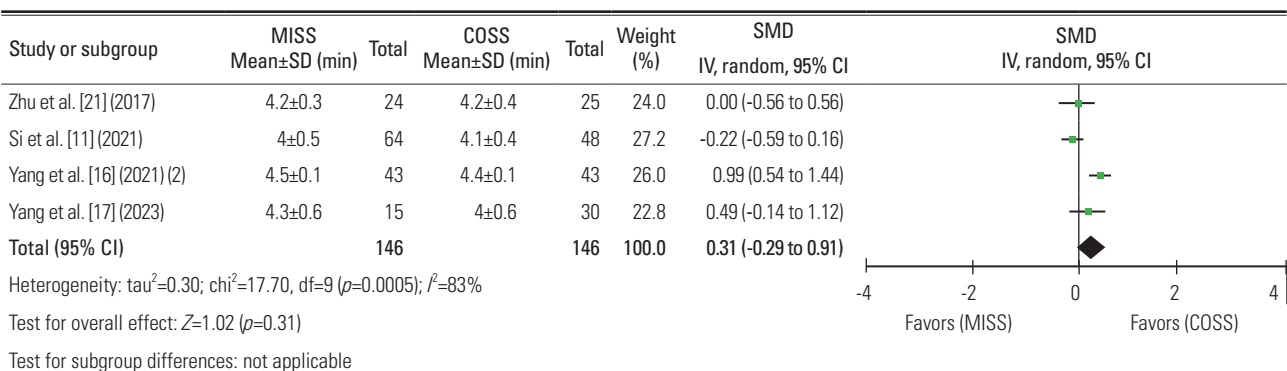 Study or subgroup MISS Mean±SD (min) Total COSS Mean±SD (min) Total Weight (%) SMD IV, random, 95% CI SMD IV, random, 95% CI
Zhu et al. [21] (2017) 4.2±0.3 24 4.2±0.4 25 24.0 0.00 (-0.56 to 0.56)
Si et al. [11] (2021) 4±0.5 64 4.1±0.4 48 27.2 -0.22 (-0.59 to 0.16)
Yang et al. [16] (2021) (2) 4.5±0.1 43 4.4±0.1 43 26.0 0.99 (0.54 to 1.44)
Yang et al. [17] (2023) 4.3±0.6 15 4±0.6 30 22.8 0.49 (-0.14 to 1.12)
Total (95% CI) 146 146 100.0 0.31 (-0.29 to 0.91)
Heterogeneity: tau²=0.30; chi²=17.70, df=9 (p=0.0005); I²=83%
-4 -2 0 2 4
Test for overall effect: Z=1.02 (p=0.31)
Favors (MISS) Favors (COSS)
Test for subgroup differences: not applicable